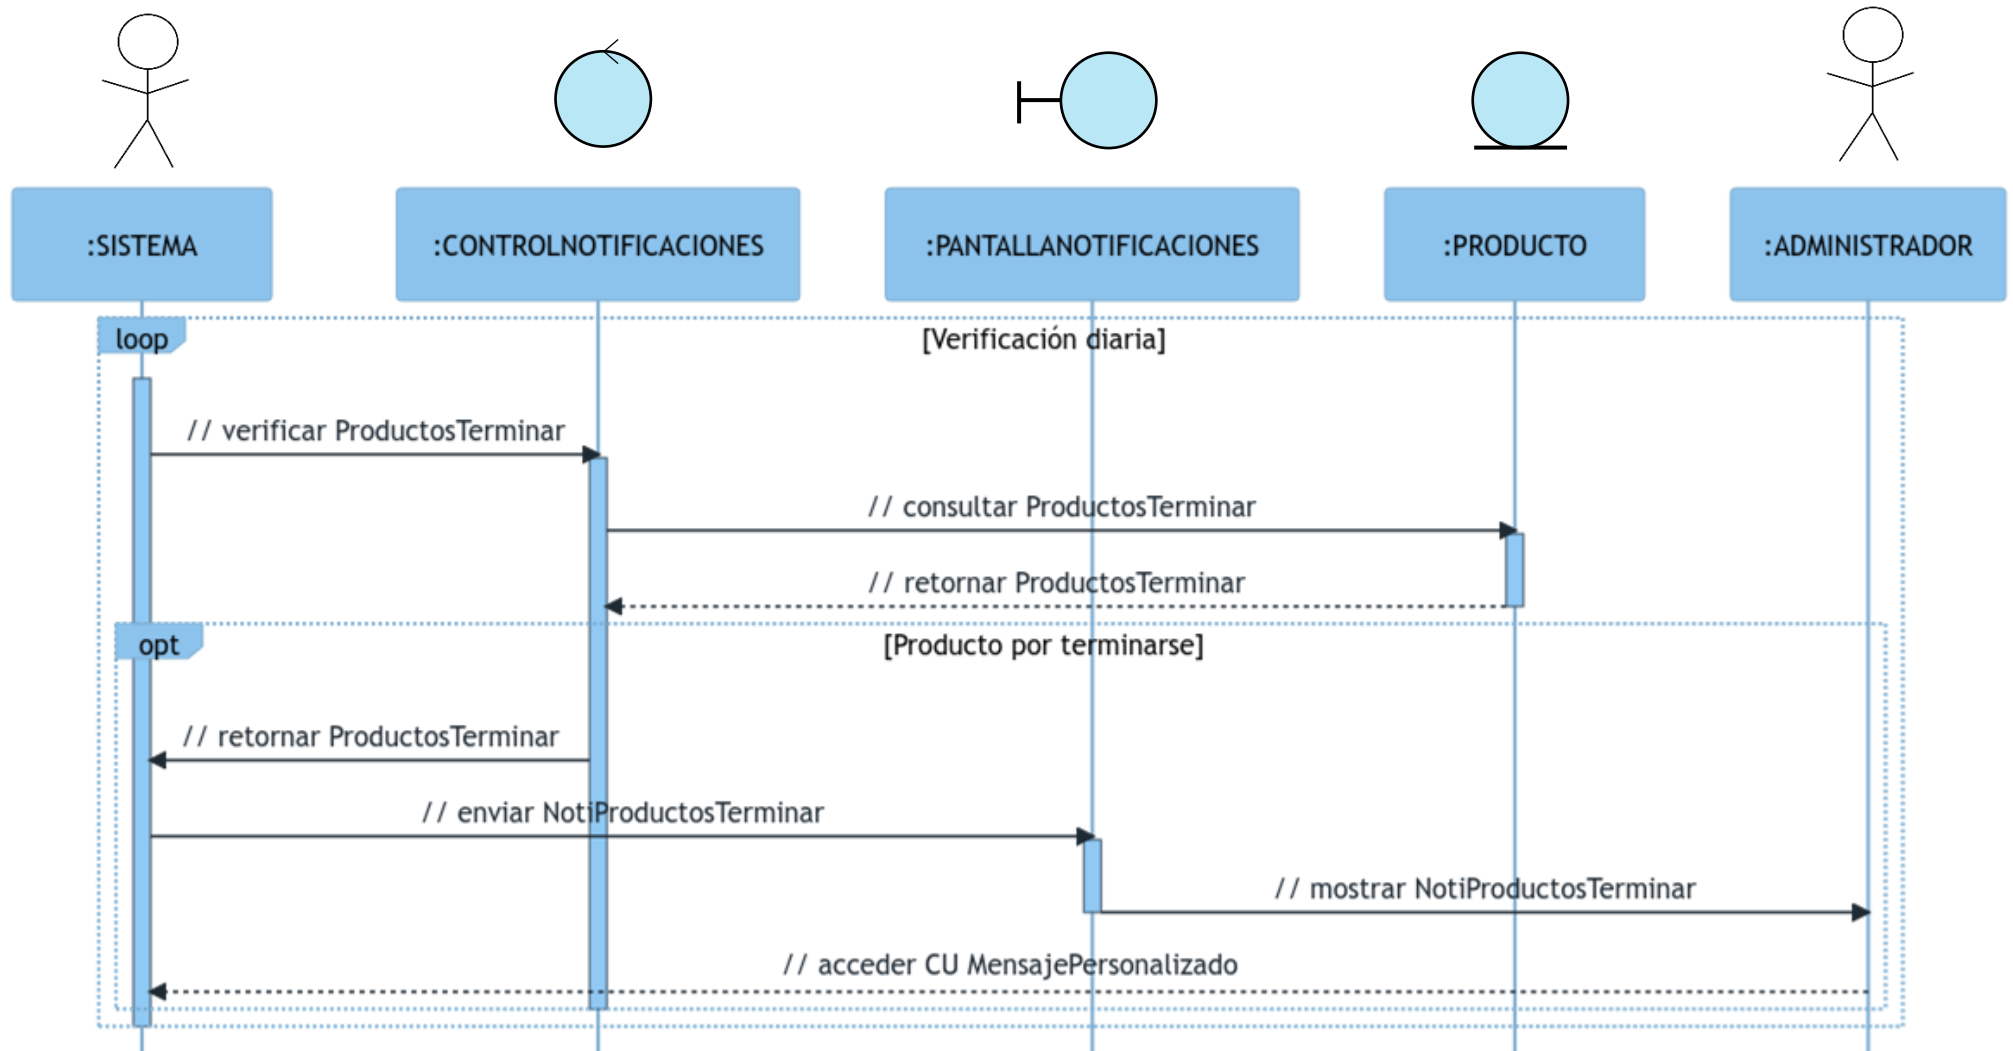 :SISTEMA
:CONTROLNOTIFICACIONES
:PANTALLANOTIFICACIONES
:PRODUCTO
:ADMINISTRADOR
loop
[Verificación diaria]
// verificar ProductosTerminar
// consultar ProductosTerminar
// retornar ProductosTerminar
opt
[Producto por terminarse]
// retornar ProductosTerminar
// enviar NotiProductosTerminar
// mostrar NotiProductosTerminar
// acceder CU MensajePersonalizado